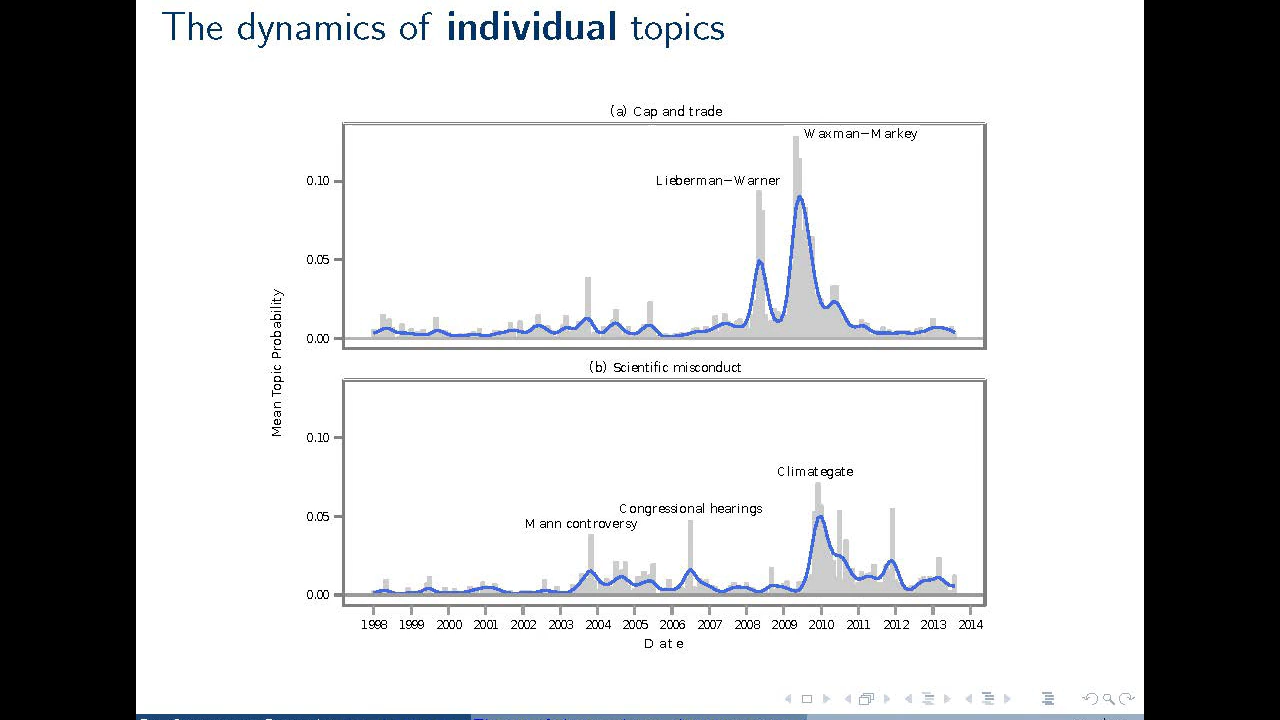 The dynamics of individual topics
(a) Cap and trade
Waxman−Markey
Lieberman−Warner
0.10
0.05
0.00
Mean Topic Probability
(b) Scientific misconduct
Climategate
Congressional hearings
Mann controversy
0.10
0.05
0.00
1998 1999 2000 2001 2002 2003 2004 2005 2006 2007 2008 2009 2010 2011 2012 2013 2014
Date